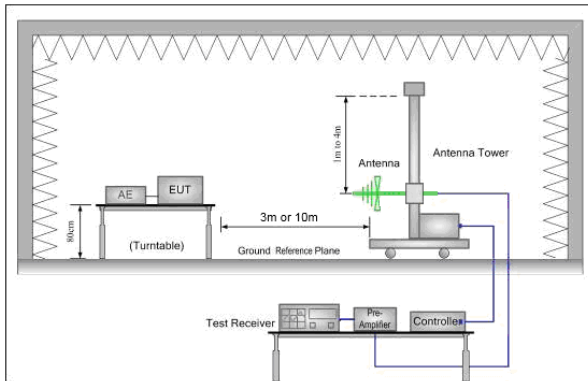 1m to 4m
Antenna
Antenna Tower
AE
EUT
80cm
(Turntable)
3m or 10m
Ground Reference Plane
Test Receiver
Pre-
Amplifier
Controller